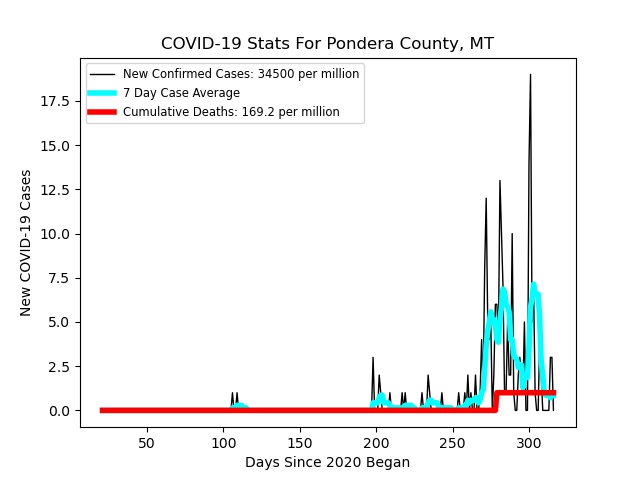 COVID-19 Stats For Pondera County, MT
New Confirmed Cases: 34500 per million
7 Day Case Average
Cumulative Deaths: 169.2 per million
New COVID-19 Cases
17.5
15.0
12.5
10.0
7.5
5.0
2.5
0.0
50 100 150 200 250 300
Days Since 2020 Began